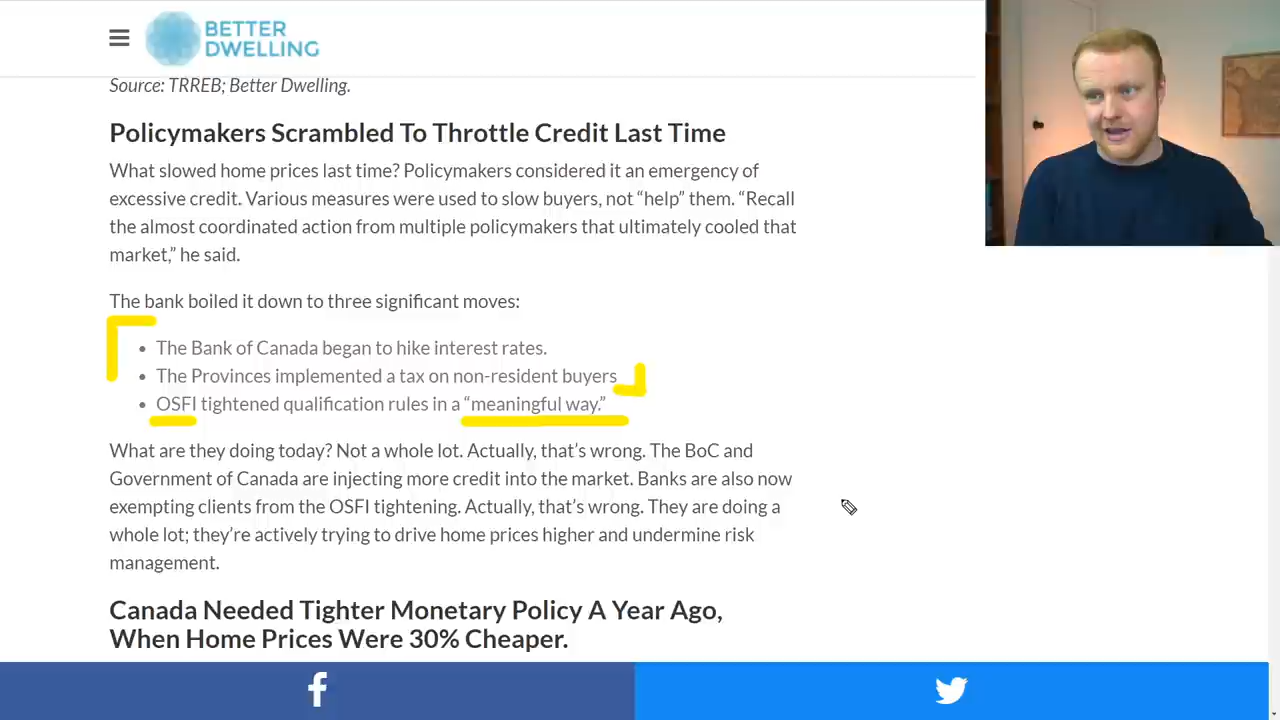 BETTER
DWELLING
Source: TRREB; Better Dwelling.
Policymakers Scrambled To Throttle Credit Last Time
What slowed home prices last time? Policymakers considered it an emergency of
excessive credit. Various measures were used to slow buyers, not “help” them. “Recall
the almost coordinated action from multiple policymakers that ultimately cooled that
market,” he said.
The bank boiled it down to three significant moves:
• The Bank of Canada began to hike interest rates.
• The Provinces implemented a tax on non-resident buyers
• OSFI tightened qualification rules in a “meaningful way.”
What are they doing today? Not a whole lot. Actually, that’s wrong. The BoC and
Government of Canada are injecting more credit into the market. Banks are also now
exempting clients from the OSFI tightening. Actually, that’s wrong. They are doing a
whole lot; they’re actively trying to drive home prices higher and undermine risk
management.
Canada Needed Tighter Monetary Policy A Year Ago,
When Home Prices Were 30% Cheaper.